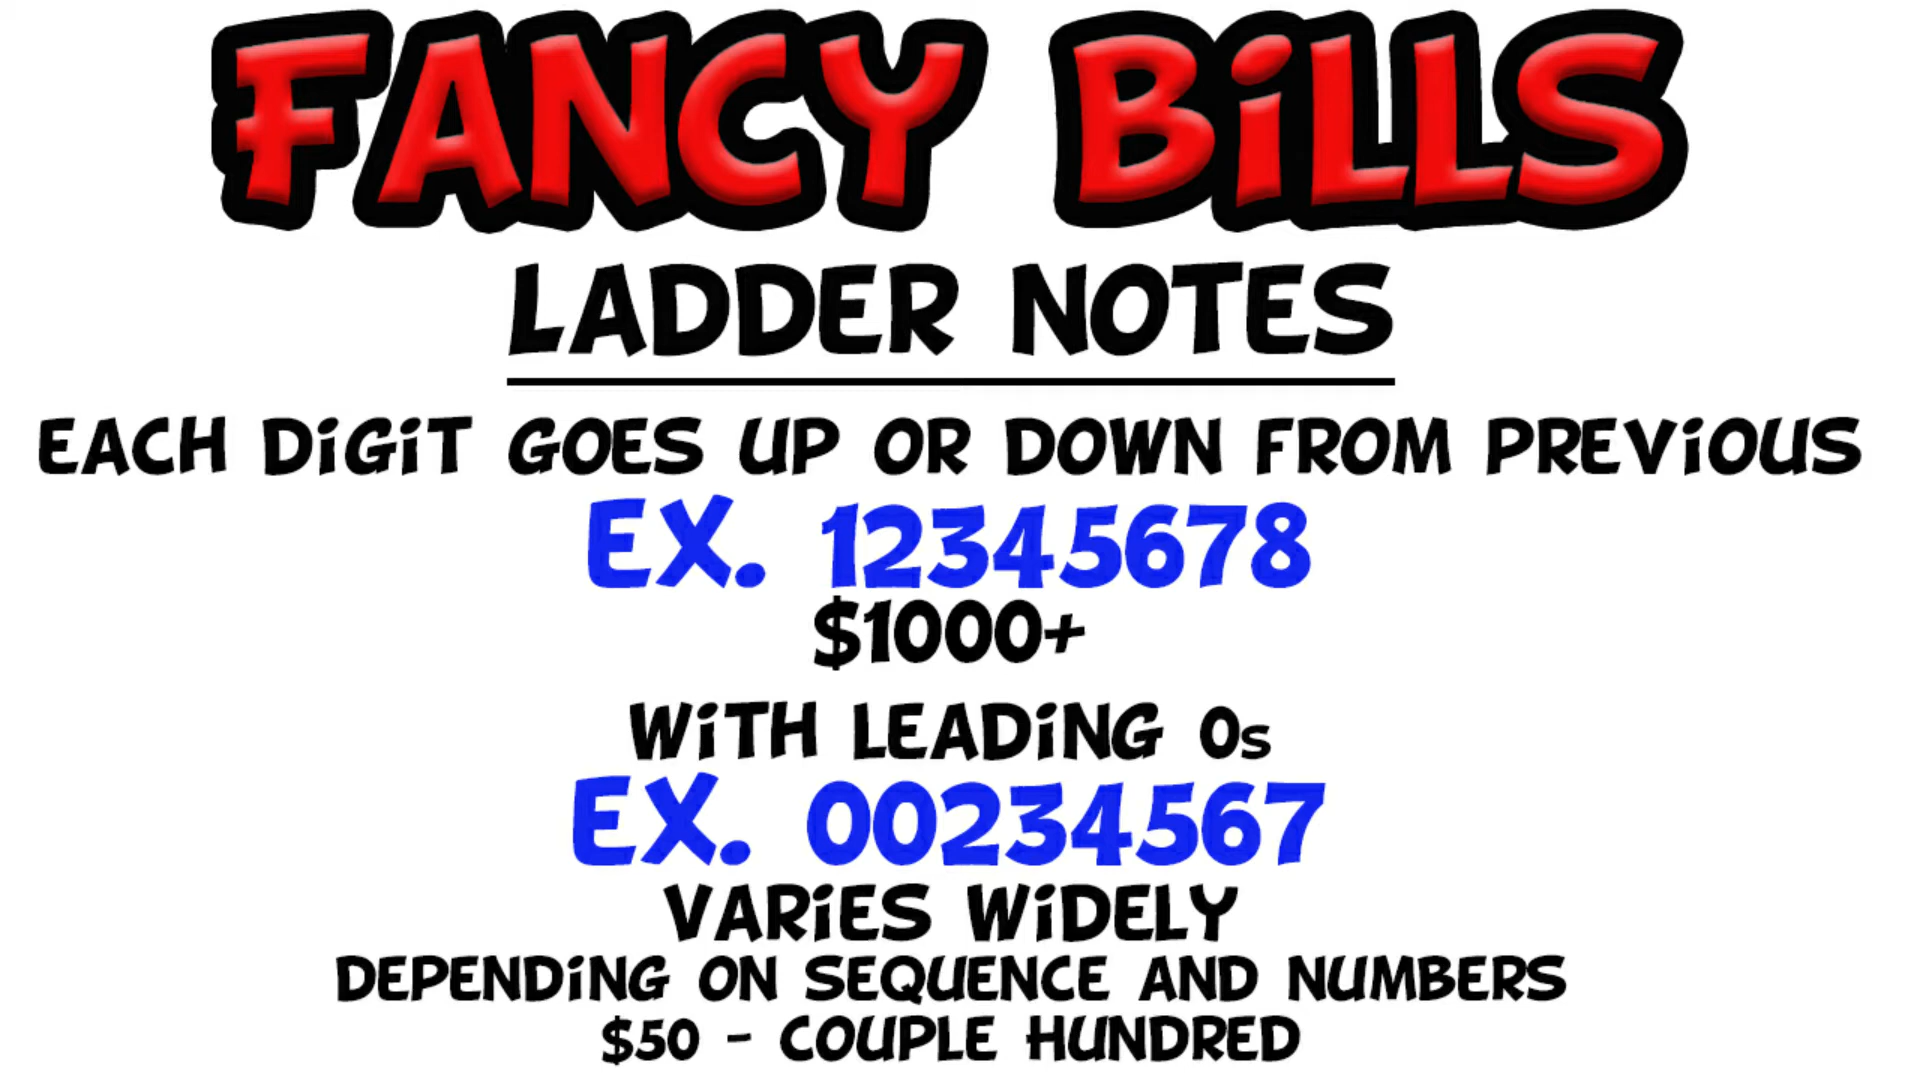 FANCY BiLLS
LADDER NOTES
EACH DiGiT GOES UP OR DOWN FROM PREViOUS
EX. 12345678
$1000+
WiTH LEADiNG 0s
EX. 00234567
VARiES WiDELY
DEPENDiNG ON SEQUENCE AND NUMBERS
$50 - COUPLE HUNDRED